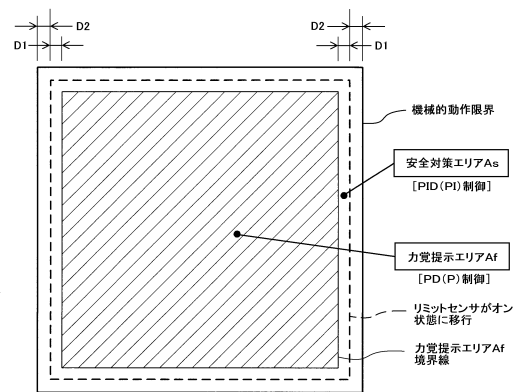 D2
D1
D2
D1
機械的動作限界
安全対策エリアAs
[PID(PI)制御]
力覚提示エリアAf
[PD(P)制御]
リミットセンサがオン
状態に移行
力覚提示エリアAf
境界線